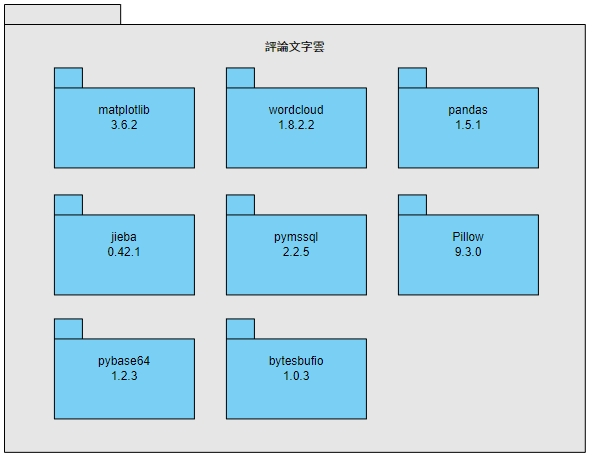 評論文字雲
matplotlib
3.6.2
wordcloud
1.8.2.2
pandas
1.5.1
jieba
0.42.1
pymssql
2.2.5
Pillow
9.3.0
pybase64
1.2.3
bytesbufio
1.0.3